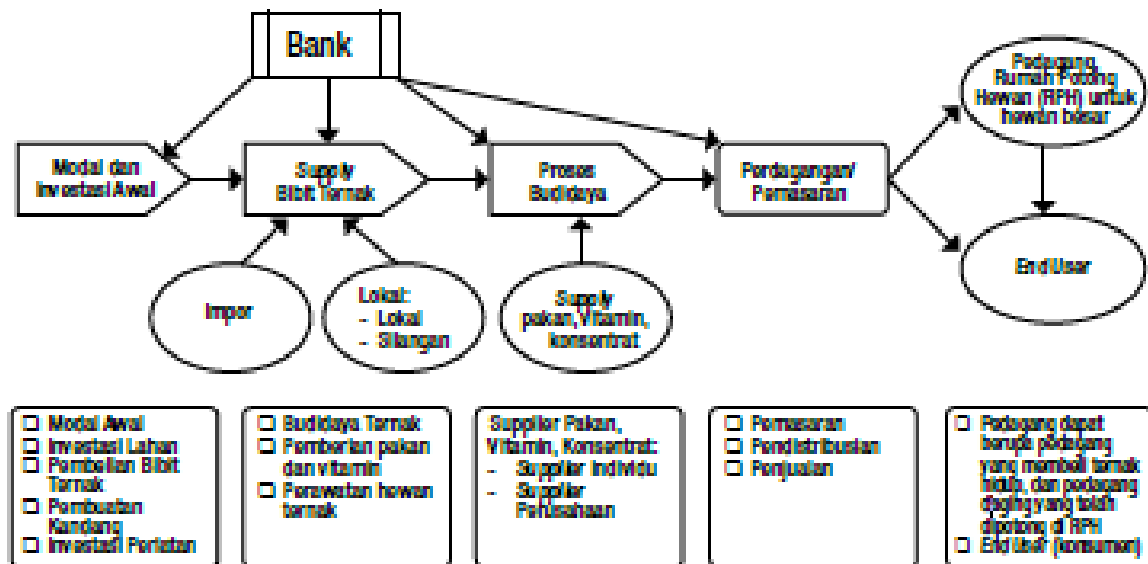 Bank
Modal dan
Investasi Awal
Supply
Bibit Ternak
Proses
Budidaya
Perdagangan/
Pemasaran
Pedagang,
Rumah Potong
Hewan (RPH) untuk
hewan besar
End User
Impor
Lokal:
- Lokal
- Silangan
Supply
pakan, Vitamin,
konsentrat
☐ Modal Awal
☐ Investasi Lahan
☐ Pembelian Bibit
Ternak
☐ Pembuatan
Kandang
☐ Investasi Perlatan
☐ Budidaya Ternak
☐ Pemberian pakan
dan vitamin
☐ Perawatan hewan
ternak
Supplier Pakan,
Vitamin, Konsentrat:
- Supplier Individu
- Supplier
Perusahaan
☐ Pemasaran
☐ Pendistribusian
☐ Penjualan
☐ Pedagang dapat
berupa pedagang
yang membeli ternak
hidup, dan pedagang
daging yang telah
dipotong di RPH
☐ End User (konsumen)